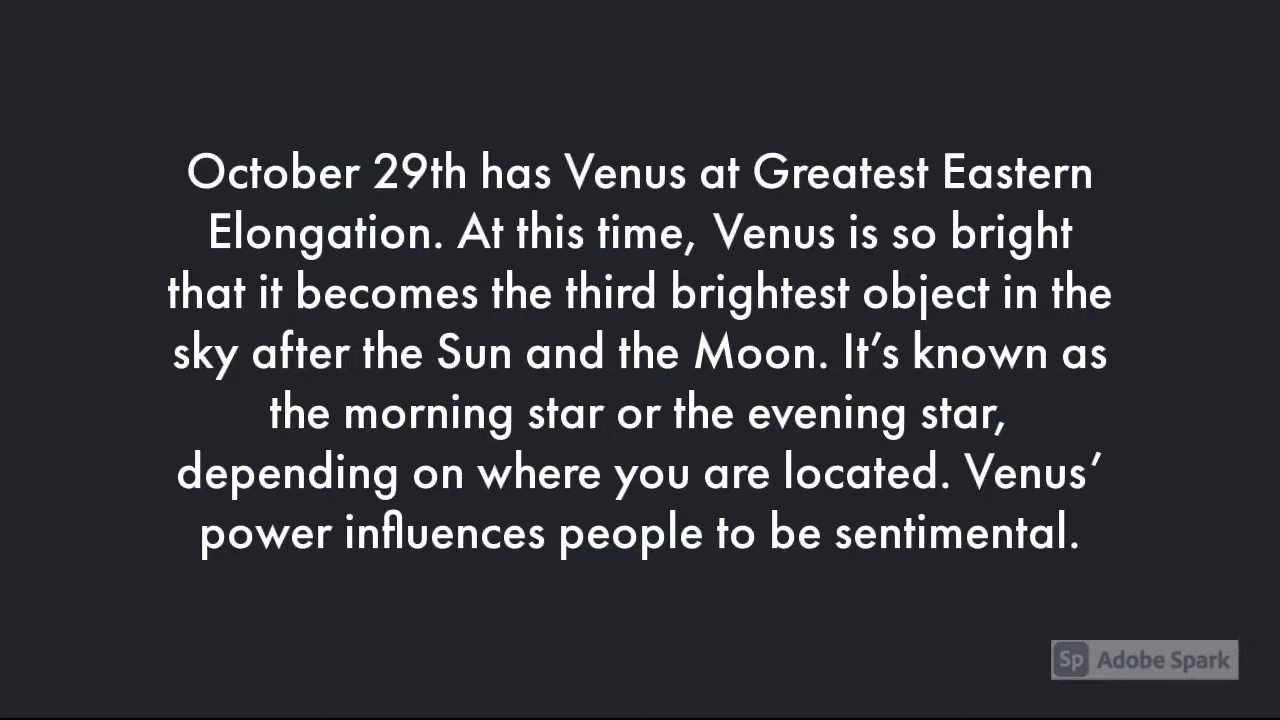 October 29th has Venus at Greatest Eastern
Elongation. At this time, Venus is so bright
that it becomes the third brightest object in the
sky after the Sun and the Moon. It’s known as
the morning star or the evening star,
depending on where you are located. Venus’
power influences people to be sentimental.
Sp Adobe Spark